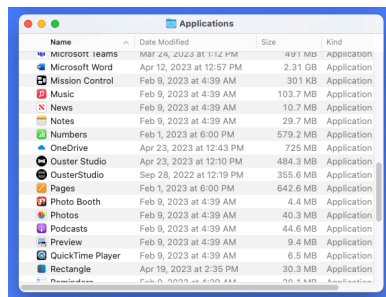 Applications
Name Date Modified Size Kind
Microsoft Teams Mar 24, 2023 at 1:12 PM 491 MB Application
Microsoft Word Apr 12, 2023 at 12:57 PM 2.31 GB Application
Mission Control Feb 9, 2023 at 4:39 AM 301 KB Application
Music Feb 9, 2023 at 4:39 AM 103.7 MB Application
News Feb 9, 2023 at 4:39 AM 10.7 MB Application
Notes Feb 9, 2023 at 4:39 AM 29.7 MB Application
Numbers Feb 1, 2023 at 6:00 PM 579.2 MB Application
OneDrive Apr 23, 2023 at 12:43 PM 725 MB Application
Ouster Studio Apr 23, 2023 at 12:10 PM 484.3 MB Application
OusterStudio Sep 28, 2022 at 12:19 PM 355.6 MB Application
Pages Feb 1, 2023 at 6:00 PM 642.6 MB Application
Photo Booth Feb 9, 2023 at 4:39 AM 4.4 MB Application
Photos Feb 9, 2023 at 4:39 AM 40.3 MB Application
Podcasts Feb 9, 2023 at 4:39 AM 44.6 MB Application
Preview Feb 9, 2023 at 4:39 AM 9.4 MB Application
QuickTime Player Feb 9, 2023 at 4:39 AM 6.5 MB Application
Rectangle Apr 19, 2023 at 2:35 PM 30.3 MB Application
Reminders Feb 9, 2023 at 4:39 AM Application